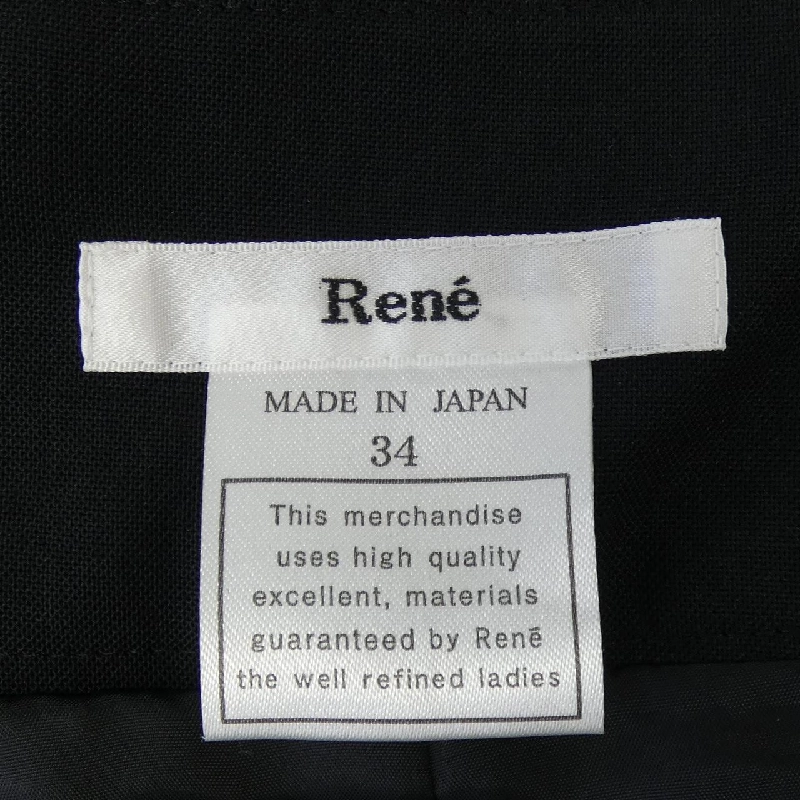 René
MADE IN JAPAN
34
This merchandise
uses high quality
excellent, materials
guaranteed by René
the well refined ladies